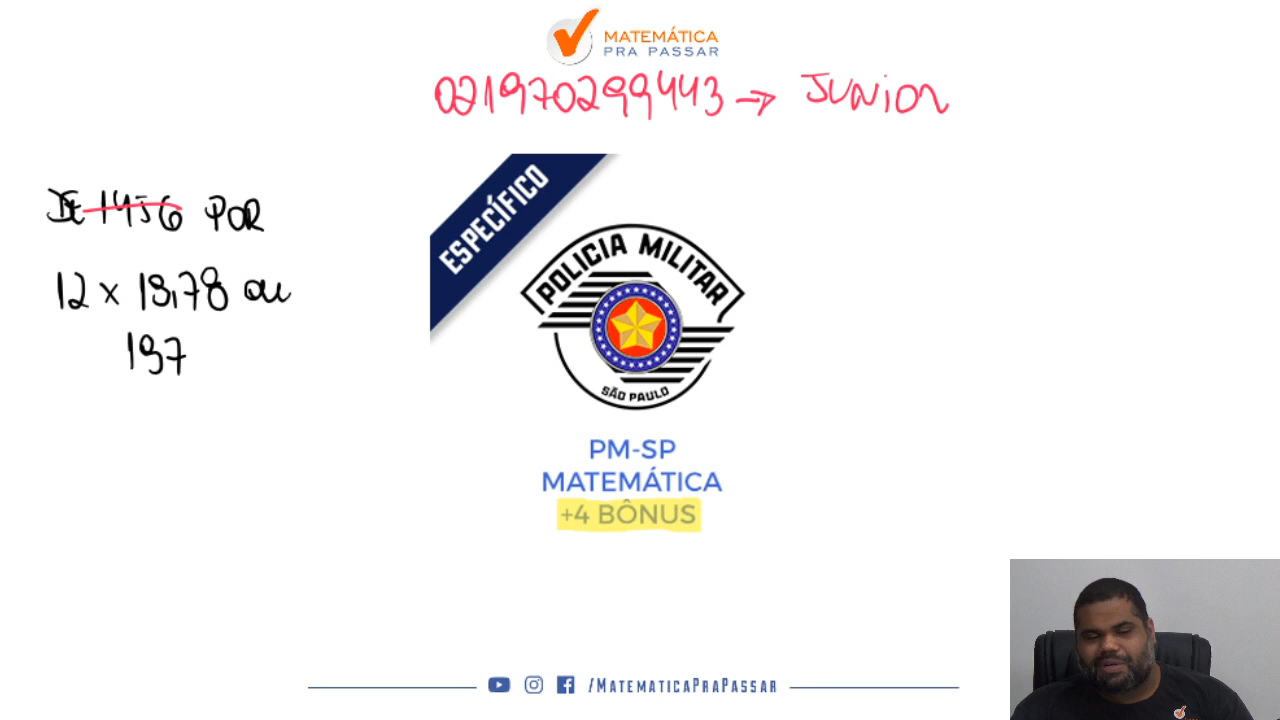 MATEMÁTICA
PRA PASSAR
021970299443 → JUNIOR
DE 1456 POR
12 x 19,78 ou
197
ESPECÍFICO
POLICIA MILITAR
SÃO PAULO
PM-SP
MATEMÁTICA
+4 BÔNUS
/MATEMATICAPRAPASSAR